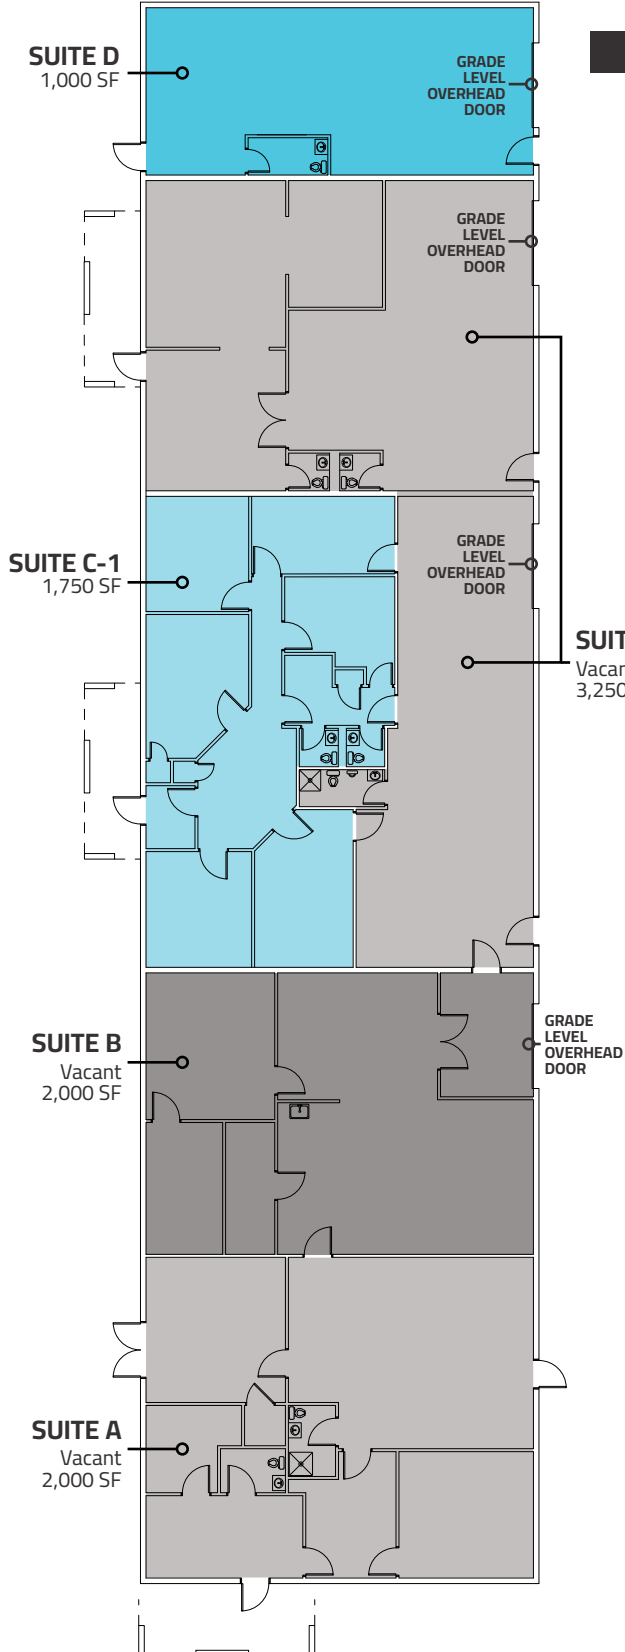 SUITE D
1,000 SF
GRADE
LEVEL
OVERHEAD
DOOR
GRADE
LEVEL
OVERHEAD
DOOR
SUITE C-1
1,750 SF
GRADE
LEVEL
OVERHEAD
DOOR
SUIT
Vacan
3,250
SUITE B
Vacant
2,000 SF
GRADE
LEVEL
OVERHEAD
DOOR
SUITE A
Vacant
2,000 SF